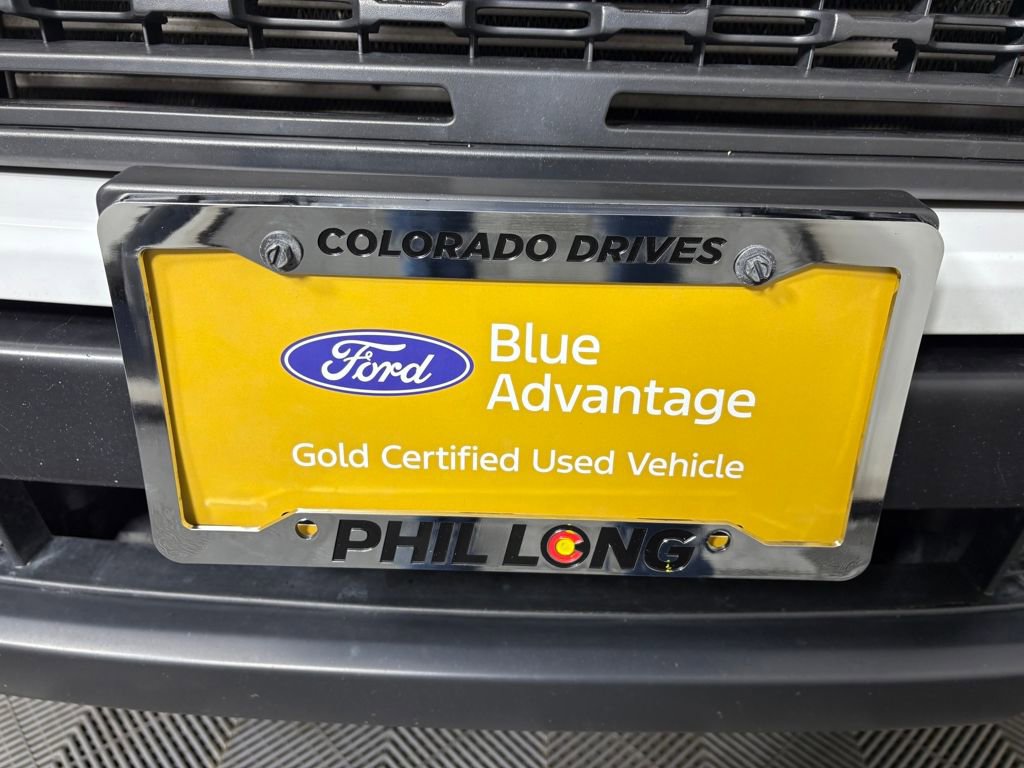 COLORADO DRIVES
Ford
Blue
Advantage
Gold Certified Used Vehicle
PHIL LONG